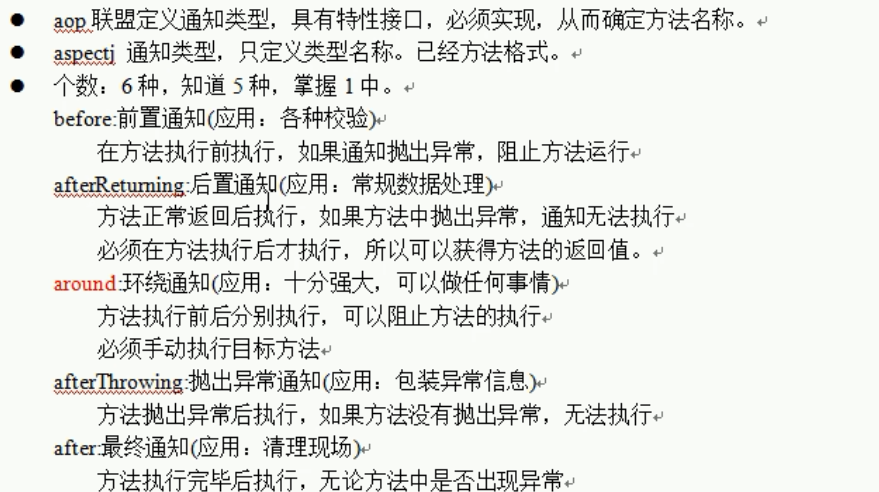 ● aop 联盟定义通知类型，具有特性接口，必须实现，从而确定方法名称。
● aspectj 通知类型，只定义类型名称。已经方法格式。
● 个数：6 种，知道 5 种，掌握 1 中。
before:前置通知(应用：各种校验)
在方法执行前执行，如果通知抛出异常，阻止方法运行
afterReturning:后置通知(应用：常规数据处理)
方法正常返回后执行，如果方法中抛出异常，通知无法执行
必须在方法执行后才执行，所以可以获得方法的返回值。
around:环绕通知(应用：十分强大，可以做任何事情)
方法执行前后分别执行，可以阻止方法的执行
必须手动执行目标方法
afterThrowing:抛出异常通知(应用：包装异常信息)
方法抛出异常后执行，如果方法没有抛出异常，无法执行
after:最终通知(应用：清理现场)
方法执行完毕后执行，无论方法中是否出现异常